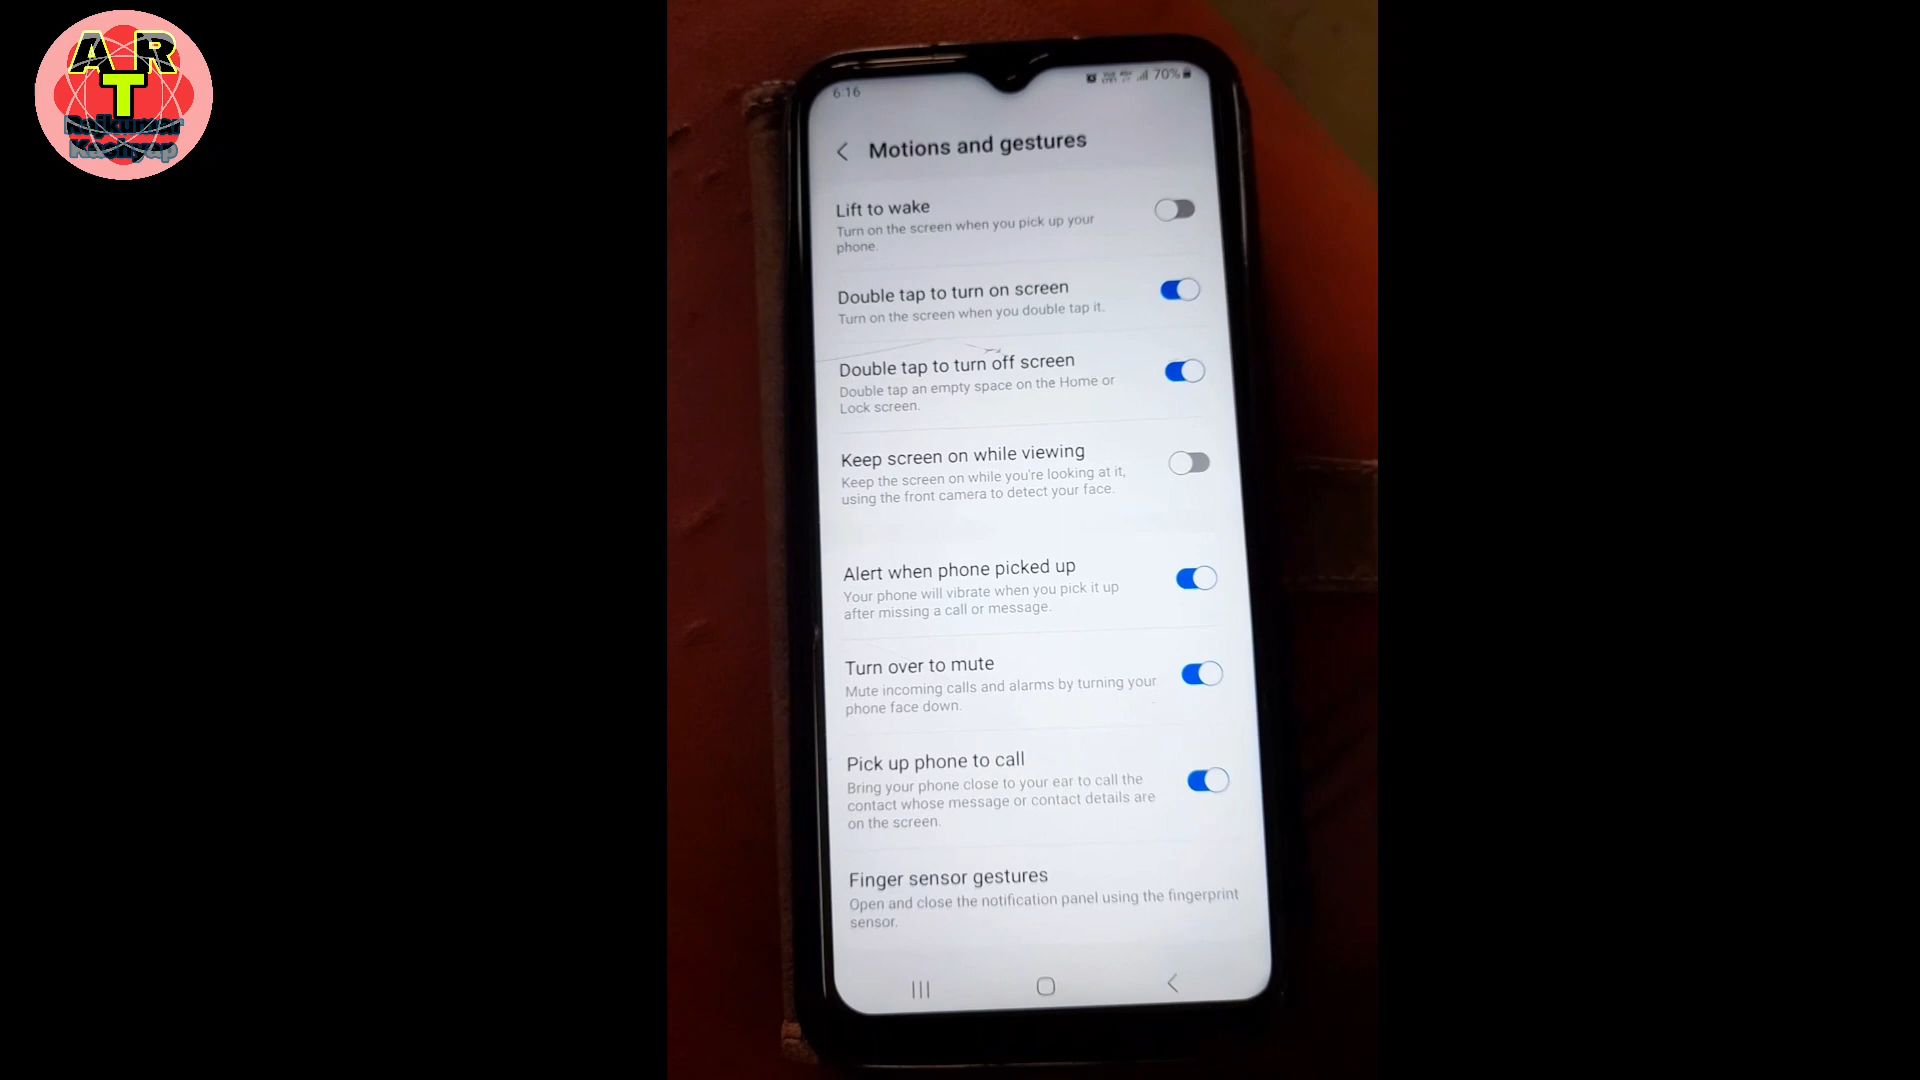 A R
T
Rajkumar
Kashyap
6:16
70%
Motions and gestures
Lift to wake
Turn on the screen when you pick up your
phone.
Double tap to turn on screen
Turn on the screen when you double tap it.
Double tap to turn off screen
Double tap an empty space on the Home or
Lock screen.
Keep screen on while viewing
Keep the screen on while you're looking at it,
using the front camera to detect your face.
Alert when phone picked up
Your phone will vibrate when you pick it up
after missing a call or message.
Turn over to mute
Mute incoming calls and alarms by turning your
phone face down.
Pick up phone to call
Bring your phone close to your ear to call the
contact whose message or contact details are
on the screen.
Finger sensor gestures
Open and close the notification panel using the fingerprint
sensor.